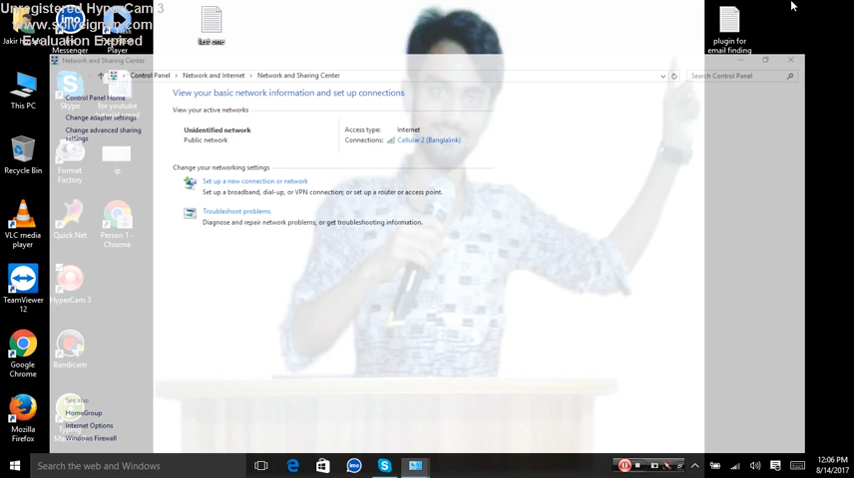 Unregistered HyperCam 3
www.solveigmm.com
Evaluation Expired
imo
Messenger
Player
last one
plugin for
email finding
Network and Sharing Center
Control Panel > Network and Internet > Network and Sharing Center
Search Control Panel
Control Panel Home
Change adapter settings
Change advanced sharing
settings
View your basic network information and set up connections
View your active networks
Unidentified network
Public network
Access type: Internet
Connections: Cellular 2 (Banglalink)
Change your networking settings
Set up a new connection or network
Set up a broadband, dial-up, or VPN connection; or set up a router or access point.
Troubleshoot problems
Diagnose and repair network problems, or get troubleshooting information.
This PC
Skype
for youtube
Recycle Bin
Format
Factory
ip
VLC media
player
Quick Net
Person 1 -
Chrome
TeamViewer
12
HyperCam 3
Google
Chrome
Bandicam
Mozilla
Firefox
Typing
See also
HomeGroup
Internet Options
Windows Firewall
Search the web and Windows
12:06 PM
8/14/2017